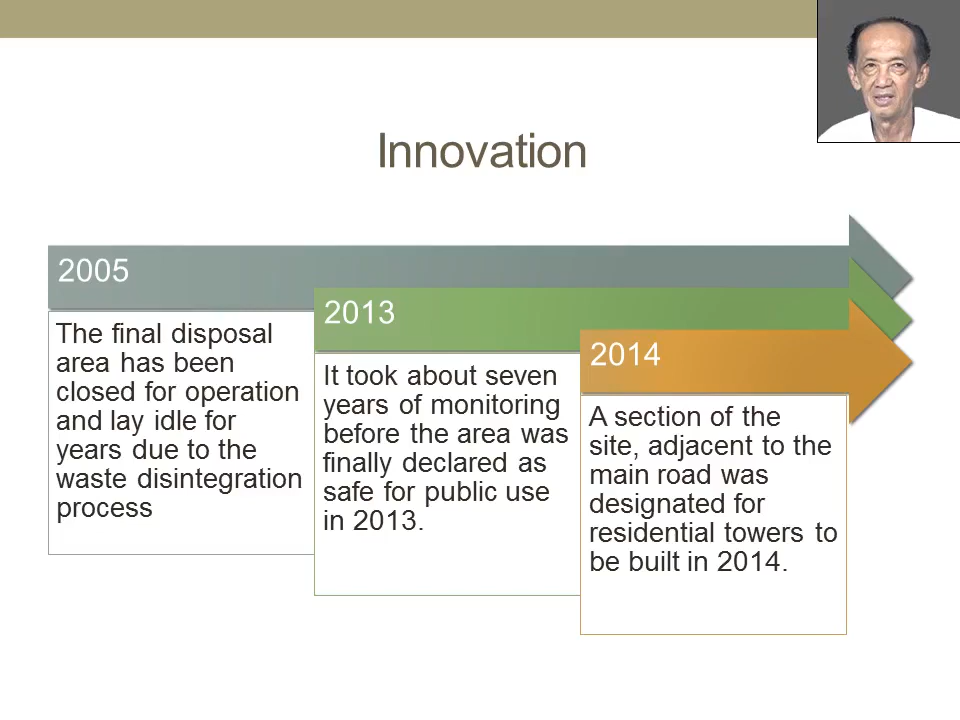 Innovation
2005
The final disposal
area has been
closed for operation
and lay idle for
years due to the
waste disintegration
process
2013
It took about seven
years of monitoring
before the area was
finally declared as
safe for public use
in 2013.
2014
A section of the
site, adjacent to the
main road was
designated for
residential towers to
be built in 2014.